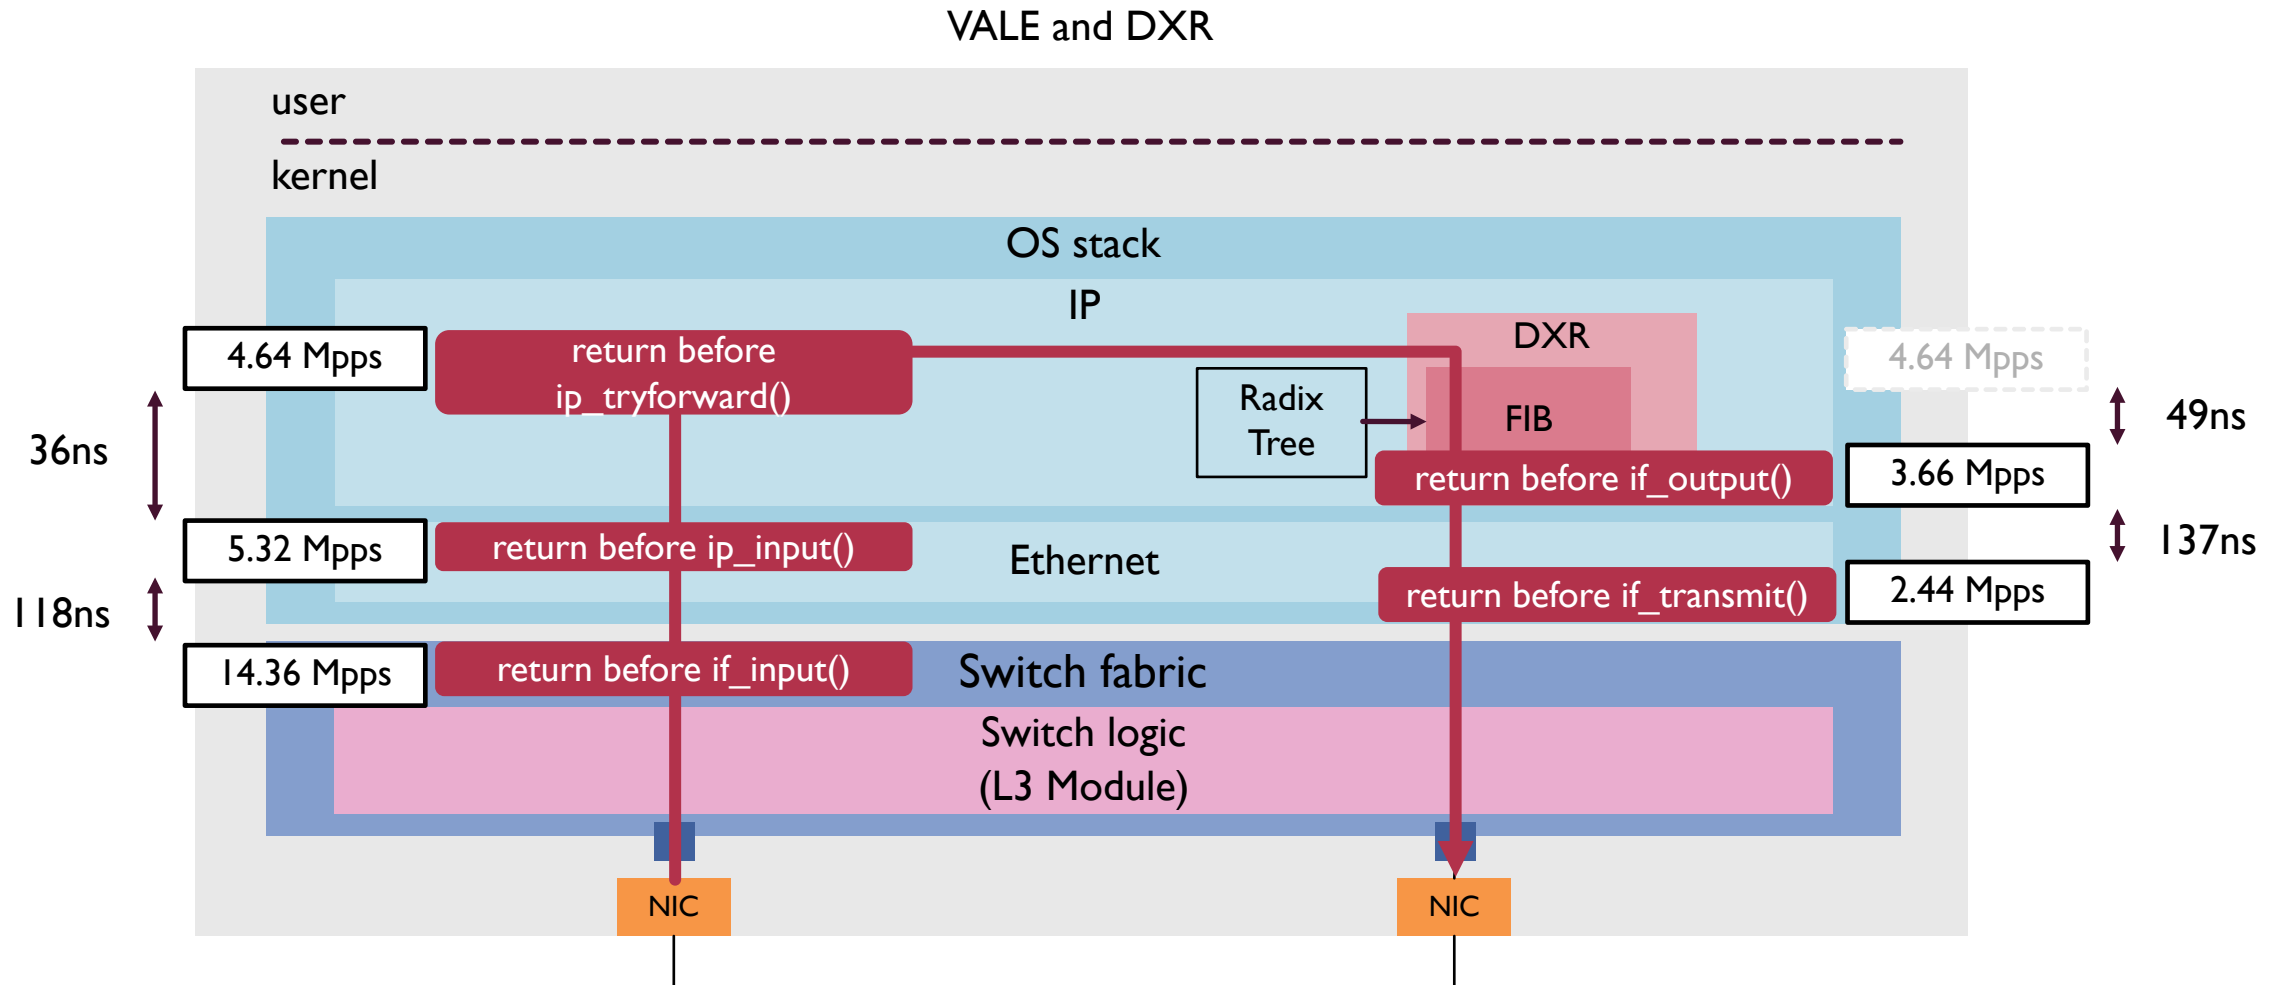 VALE and DXR
user
kernel
OS stack
IP
4.64 Mpps
return before
ip_tryforward()
DXR
4.64 Mpps
Radix
Tree
FIB
36ns
49ns
return before if_output()
3.66 Mpps
5.32 Mpps
return before ip_input()
Ethernet
137ns
118ns
return before if_transmit()
2.44 Mpps
14.36 Mpps
return before if_input()
Switch fabric
Switch logic
(L3 Module)
NIC
NIC